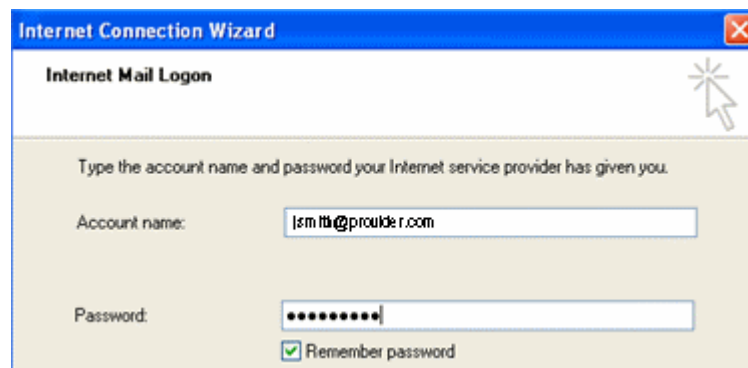 Internet Connection Wizard
Internet Mail Logon
Type the account name and password your Internet service provider has given you.
Account name:
jsmith@provider.com
Password:
●●●●●●●●●
Remember password